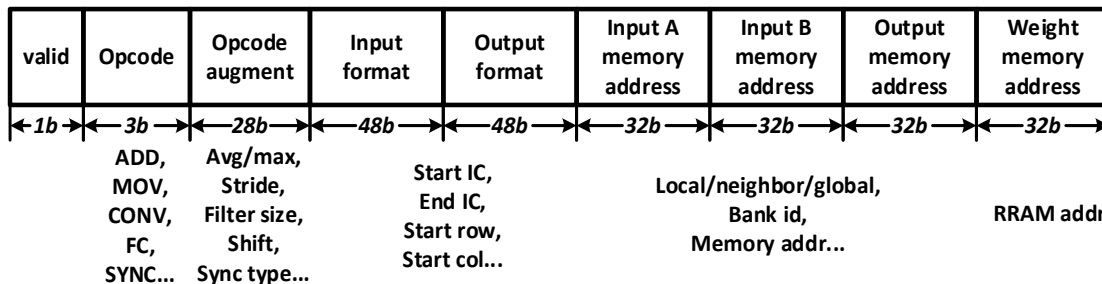 valid
Opcode
Opcode
augment
Input
format
Output
format
Input A
memory
address
Input B
memory
address
Output
memory
address
Weight
memory
address
1b
3b
28b
48b
48b
32b
32b
32b
32b
ADD,
MOV,
CONV,
FC,
SYNC...
Avg/max,
Stride,
Filter size,
Shift,
Sync type...
Start IC,
End IC,
Start row,
Start col...
Local/neighbor/global,
Bank id,
Memory addr...
RRAM addr